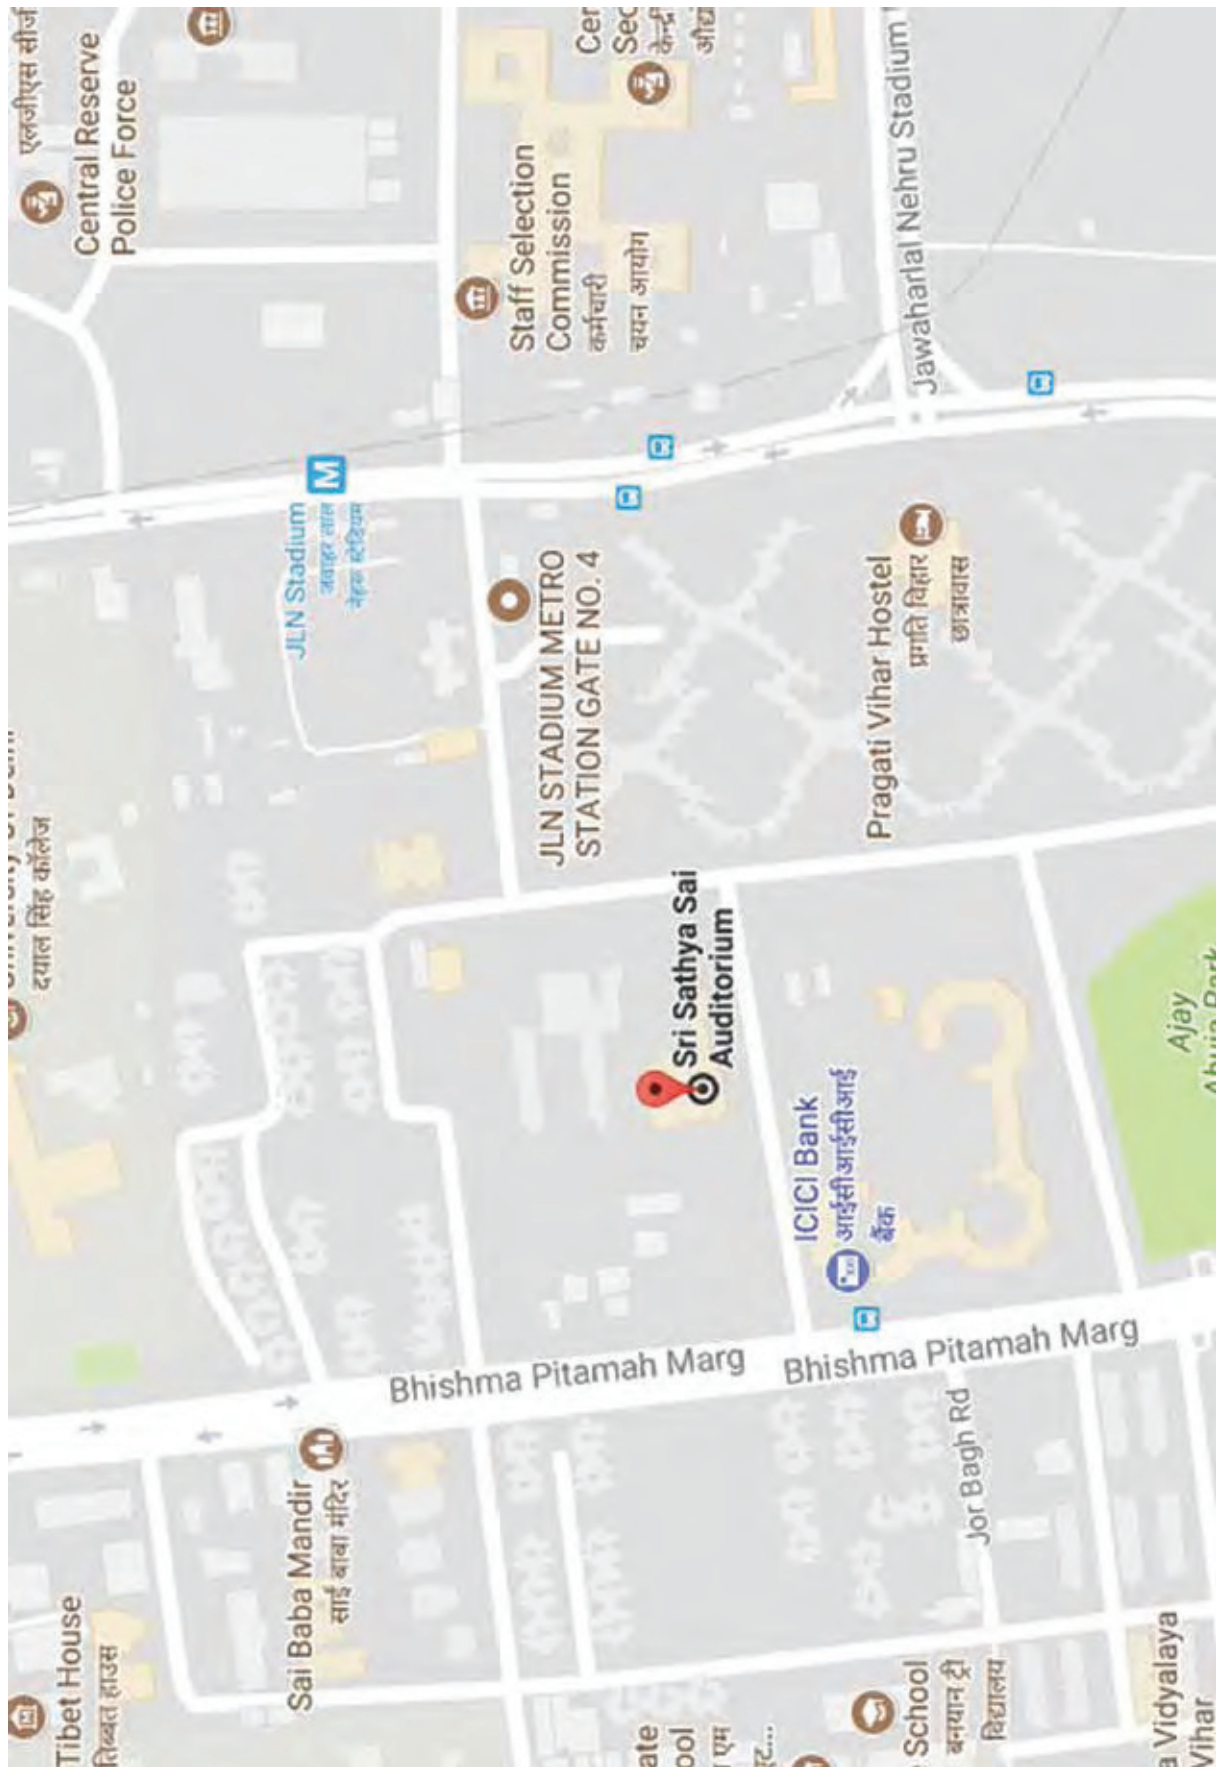 Tibet House
तिब्बत हाउस
Sai Baba Mandir
साई बाबा मंदिर
दयाल सिंह कॉलेज
एलजीएस सीज
Central Reserve
Police Force
JLN Stadium
जवाहर लाल
नेहरू स्टेडियम
Bhishma Pitamah Marg
JLN STADIUM METRO
STATION GATE NO. 4
Staff Selection
Commission
कर्मचारी
चयन आयोग
Sri Sathya Sai
Auditorium
ICICI Bank
आईसीआईसीआई
बैंक
Bhishma Pitamah Marg
Pragati Vihar Hostel
प्रगति विहार
छात्रावास
Jawaharlal Nehru Stadium
Jor Bagh Rd
School
बनयान ट्री
विद्यालय
Ajay
Vidyalaya
Vihar